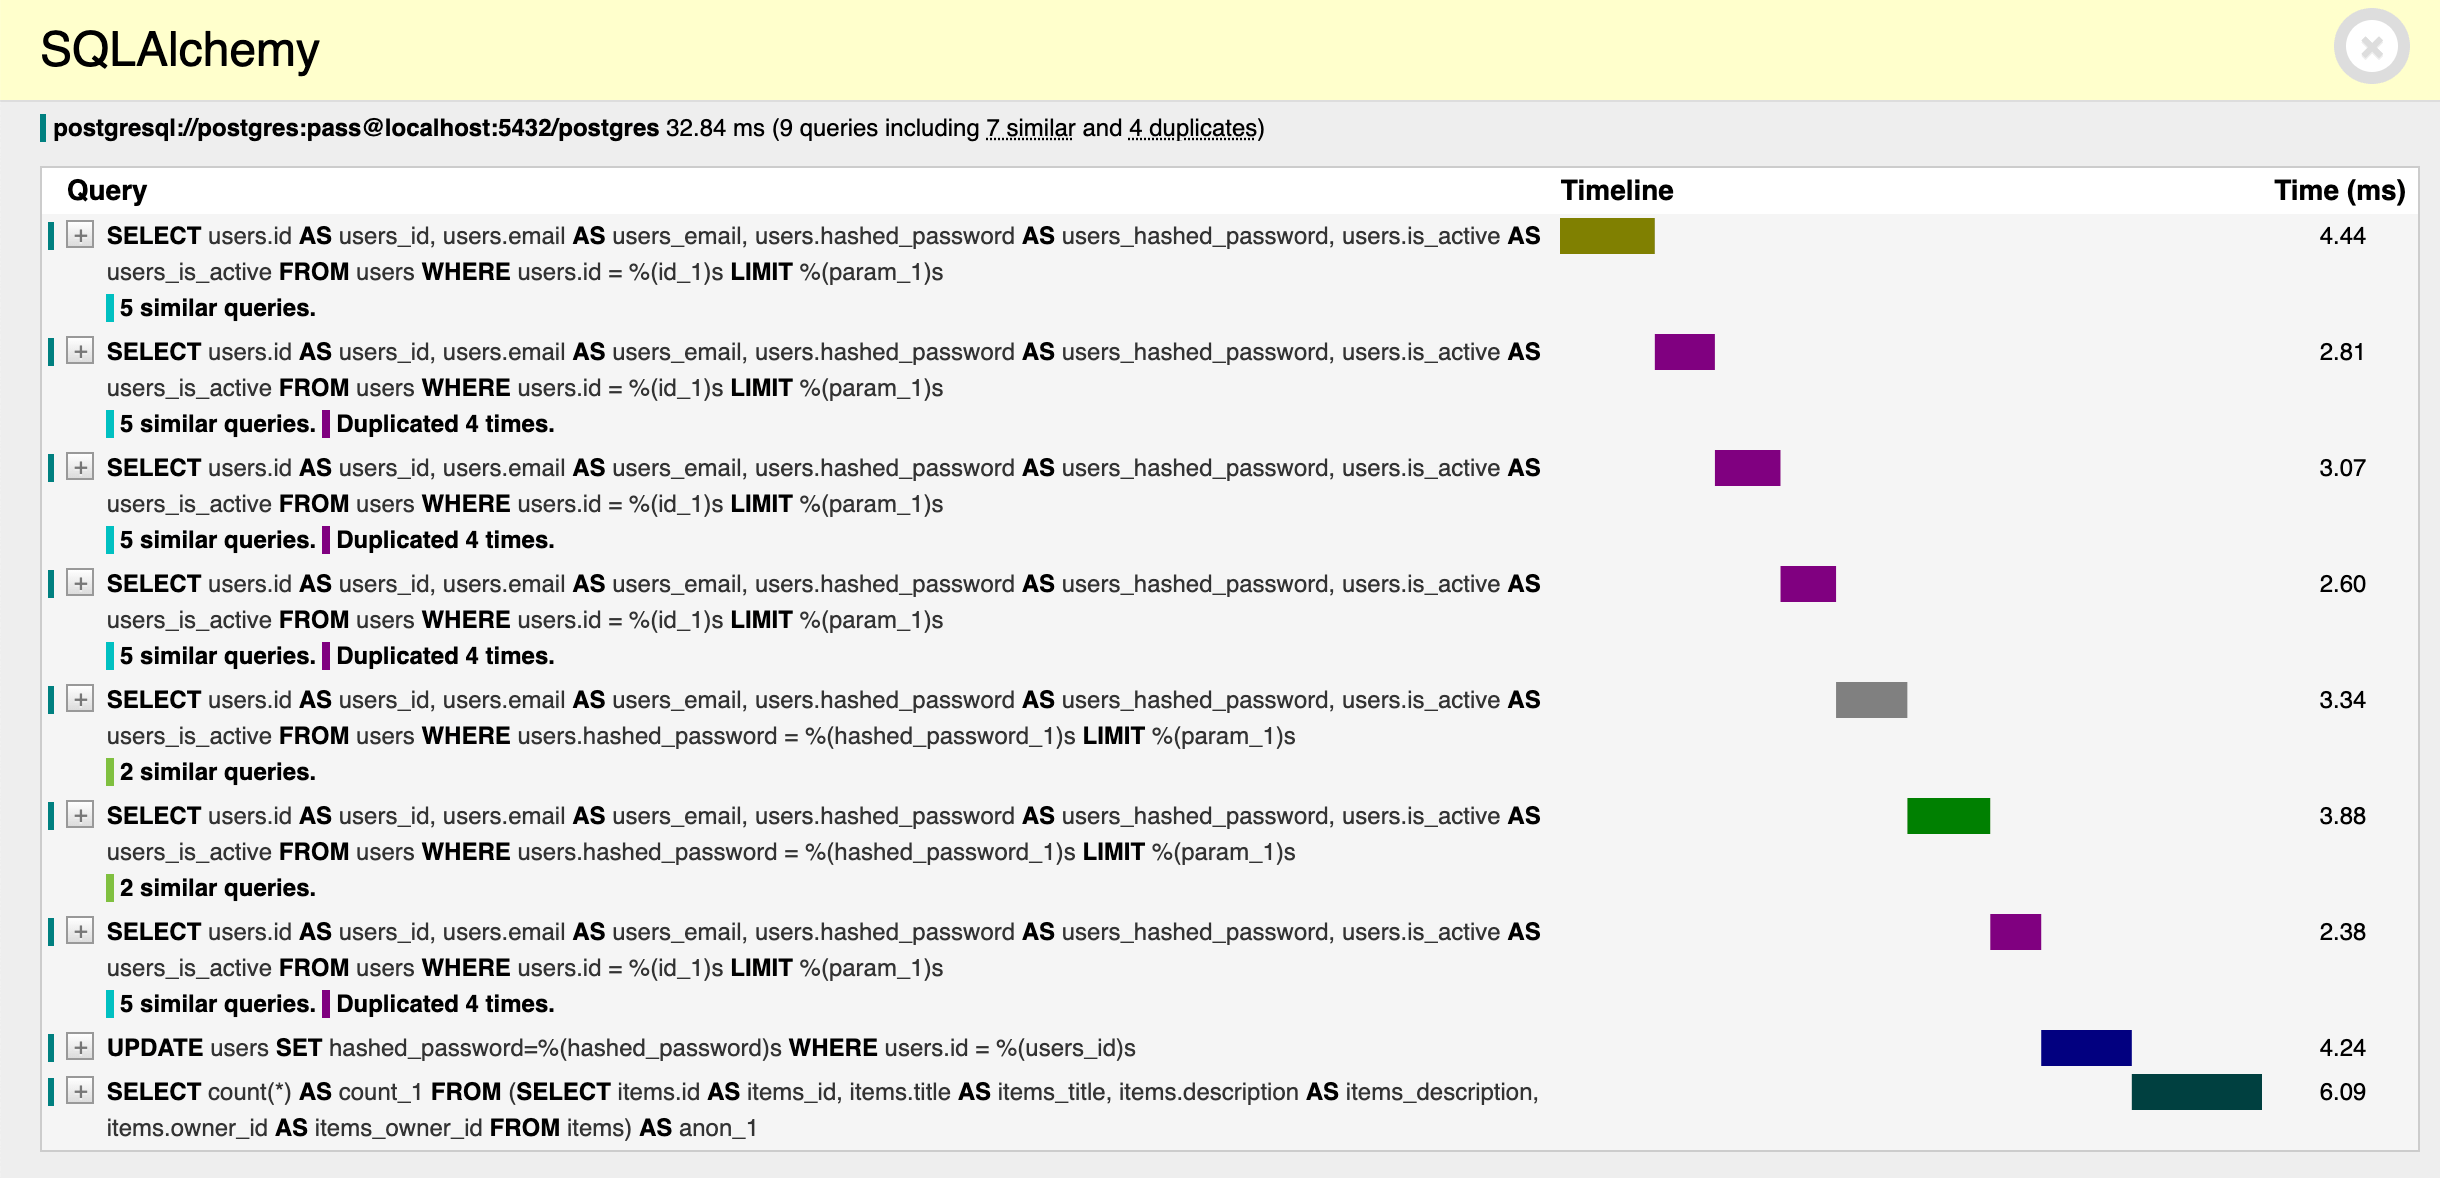 SQLAlchemy
postgresql://postgres:pass@localhost:5432/postgres 32.84 ms (9 queries including 7 similar and 4 duplicates)
Query Timeline Time (ms)
+ SELECT users.id AS users_id, users.email AS users_email, users.hashed_password AS users_hashed_password, users.is_active AS 4.44
users_is_active FROM users WHERE users.id = %(id_1)s LIMIT %(param_1)s
5 similar queries.
+ SELECT users.id AS users_id, users.email AS users_email, users.hashed_password AS users_hashed_password, users.is_active AS 2.81
users_is_active FROM users WHERE users.id = %(id_1)s LIMIT %(param_1)s
5 similar queries. Duplicated 4 times.
+ SELECT users.id AS users_id, users.email AS users_email, users.hashed_password AS users_hashed_password, users.is_active AS 3.07
users_is_active FROM users WHERE users.id = %(id_1)s LIMIT %(param_1)s
5 similar queries. Duplicated 4 times.
+ SELECT users.id AS users_id, users.email AS users_email, users.hashed_password AS users_hashed_password, users.is_active AS 2.60
users_is_active FROM users WHERE users.id = %(id_1)s LIMIT %(param_1)s
5 similar queries. Duplicated 4 times.
+ SELECT users.id AS users_id, users.email AS users_email, users.hashed_password AS users_hashed_password, users.is_active AS 3.34
users_is_active FROM users WHERE users.hashed_password = %(hashed_password_1)s LIMIT %(param_1)s
2 similar queries.
+ SELECT users.id AS users_id, users.email AS users_email, users.hashed_password AS users_hashed_password, users.is_active AS 3.88
users_is_active FROM users WHERE users.hashed_password = %(hashed_password_1)s LIMIT %(param_1)s
2 similar queries.
+ SELECT users.id AS users_id, users.email AS users_email, users.hashed_password AS users_hashed_password, users.is_active AS 2.38
users_is_active FROM users WHERE users.id = %(id_1)s LIMIT %(param_1)s
5 similar queries. Duplicated 4 times.
+ UPDATE users SET hashed_password=%(hashed_password)s WHERE users.id = %(users_id)s 4.24
+ SELECT count(*) AS count_1 FROM (SELECT items.id AS items_id, items.title AS items_title, items.description AS items_description, 6.09
items.owner_id AS items_owner_id FROM items) AS anon_1